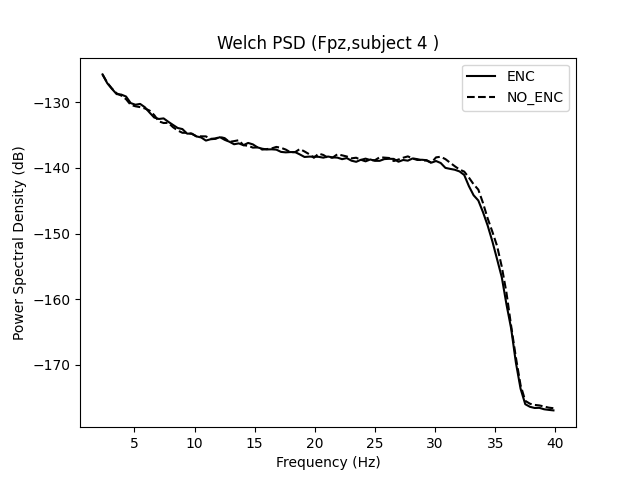 Welch PSD (Fpz,subject 4 )
ENC
NO_ENC
Power Spectral Density (dB)
−130
−140
−150
−160
−170
5 10 15 20 25 30 35 40
Frequency (Hz)